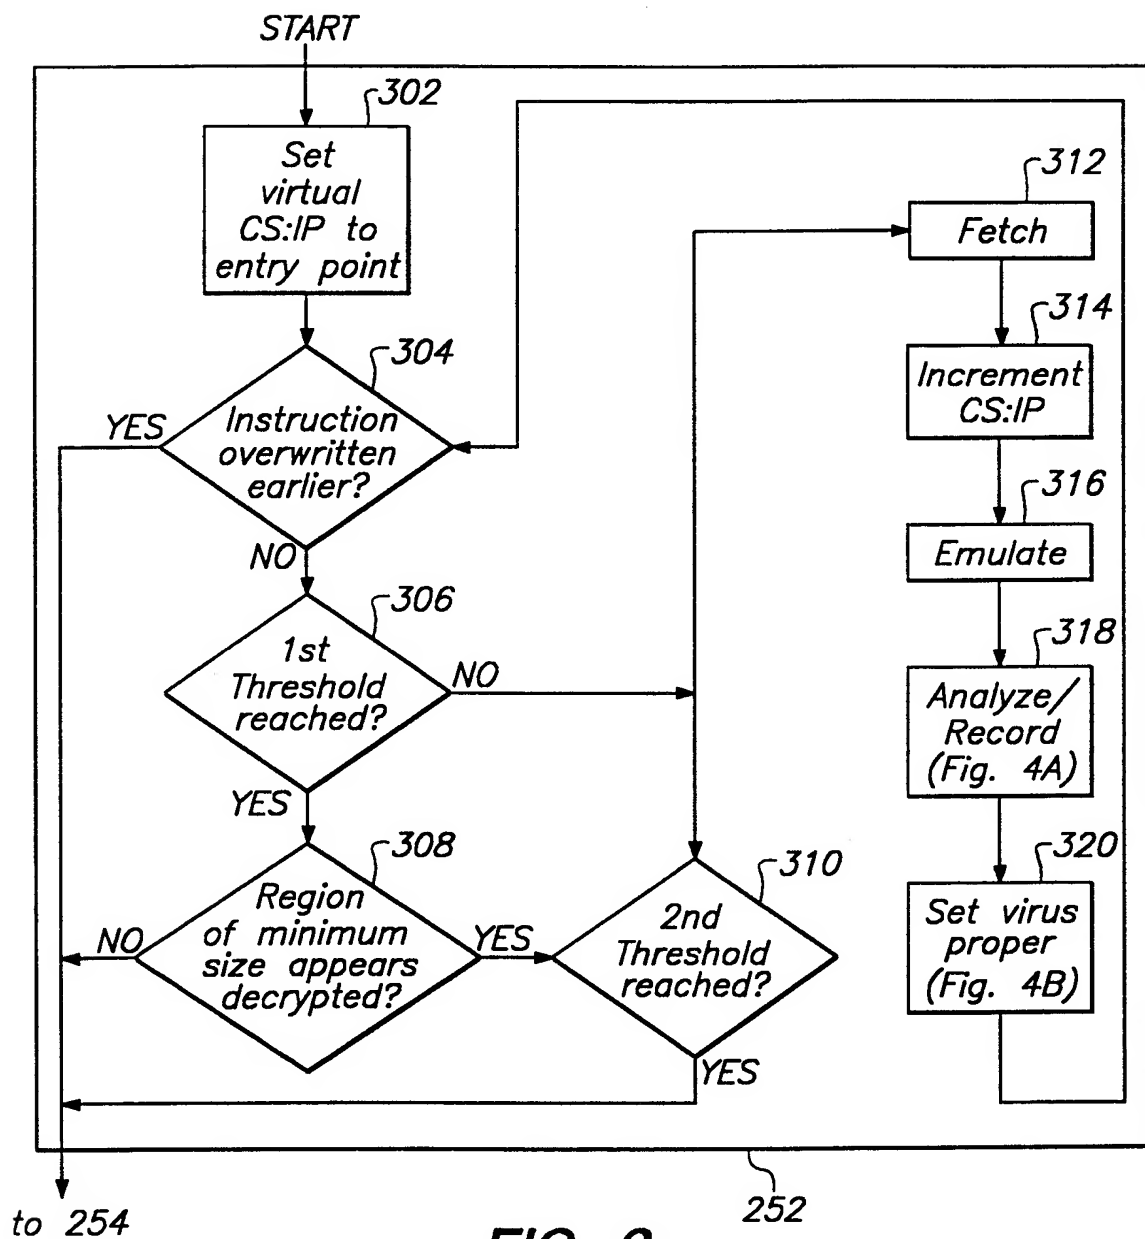 START
302
Set
virtual
CS:IP to
entry point
304
YES
Instruction
overwritten
earlier?
NO
306
1st
Threshold
reached?
NO
YES
308
Region
of minimum
size appears
decrypted?
NO
YES
310
2nd
Threshold
reached?
YES
312
Fetch
314
Increment
CS:IP
316
Emulate
318
Analyze/
Record
(Fig. 4A)
320
Set virus
proper
(Fig. 4B)
252
to 254